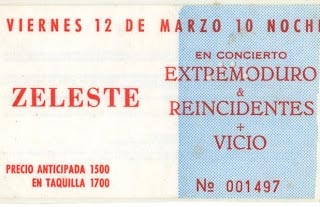 VIERNES 12 DE MARZO 10 NOCHE
ZELESTE
PRECIO ANTICIPADA 1500
EN TAQUILLA 1700
EN CONCIERTO
EXTREMODURO
&
REINCIDENTES
+
VICIO
No 001497